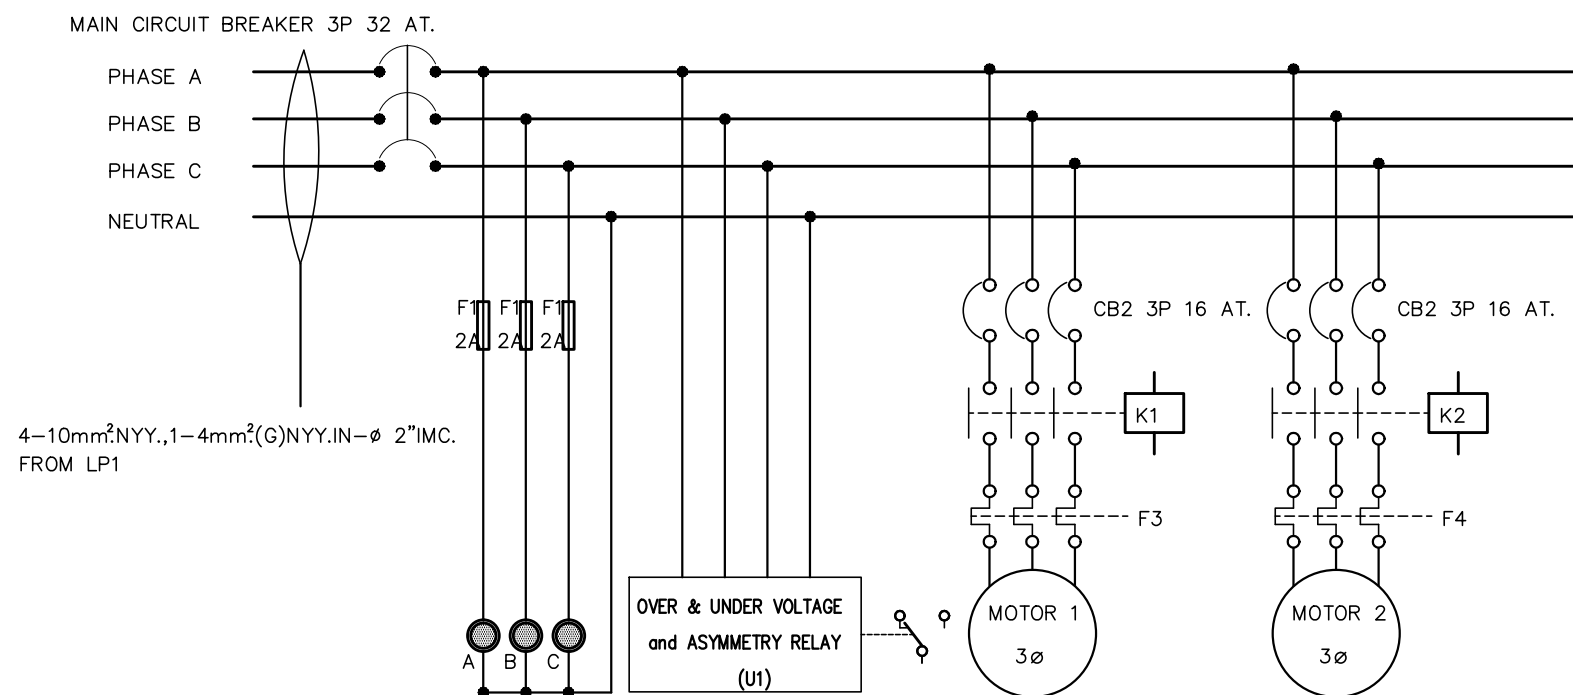 MAIN CIRCUIT BREAKER 3P 32 AT.
PHASE A
PHASE B
PHASE C
NEUTRAL
F1 F1 F1
2A 2A 2A
CB2 3P 16 AT. CB2 3P 16 AT.
K1 K2
4-10mm².NYY.,1-4mm².(G)NYY.IN-ø 2"IMC.
FROM LP1
F3 F4
OVER & UNDER VOLTAGE
and ASYMMETRY RELAY
(U1)
MOTOR 1 MOTOR 2
3ø 3ø
A B C